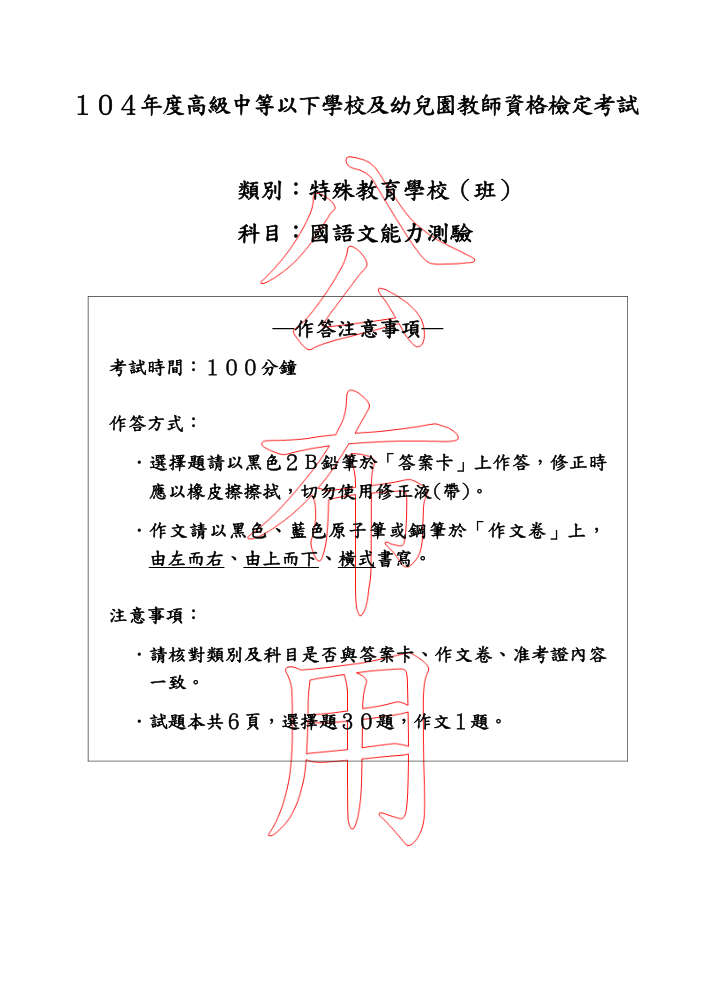 １０４年度高級中等以下學校及幼兒園教師資格檢定考試
類別：特殊教育學校（班）
科目：國語文能力測驗
—作答注意事項—
考試時間：１００分鐘
作答方式：
．選擇題請以黑色２Ｂ鉛筆於「答案卡」上作答，修正時
應以橡皮擦擦拭，切勿使用修正液(帶)。
．作文請以黑色、藍色原子筆或鋼筆於「作文卷」上，
由左而右、由上而下、橫式書寫。
注意事項：
．請核對類別及科目是否與答案卡、作文卷、准考證內容
一致。
．試題本共６頁，選擇題３０題，作文１題。
公布用